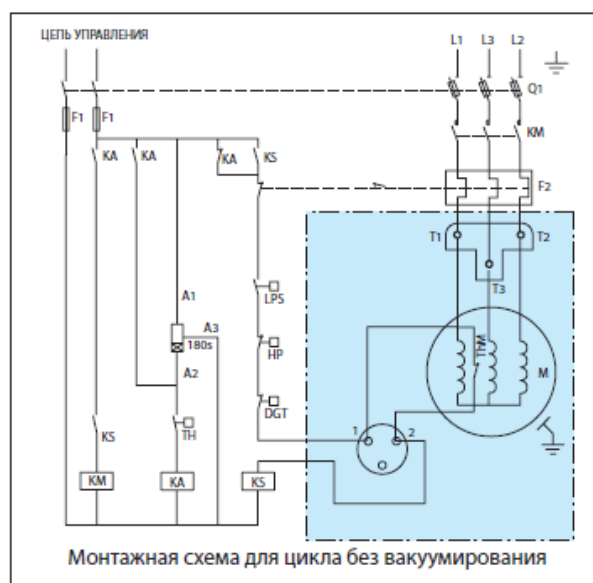 ЦЕПЬ УПРАВЛЕНИЯ
L1 L3 L2
Q1
F1 F1
KM
KA KA KA KS
F2
T1 T2
T3
A1
LPS
A3
180s
HP
ThM
M
A2
DGT
KS
TH
1 2
KM KA KS
Монтажная схема для цикла без вакуумирования